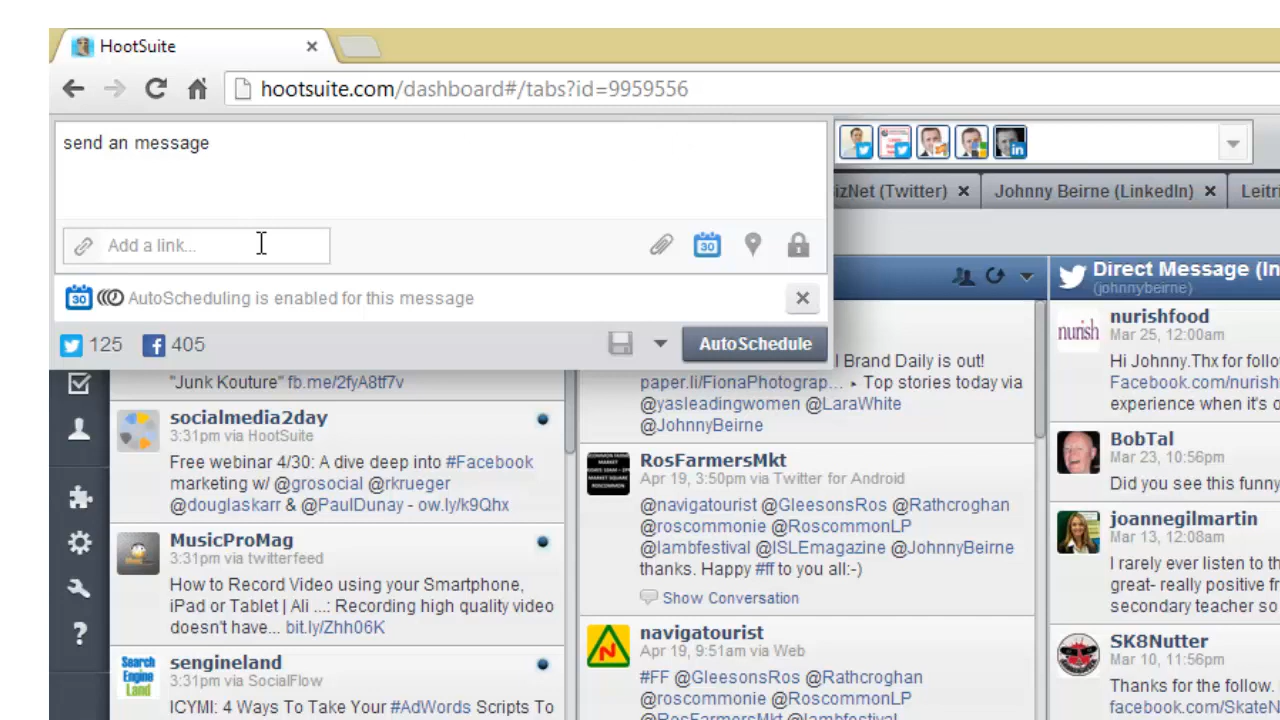 HootSuite
hootsuite.com/dashboard#/tabs?id=9959556
send an message
Add a link...
30
30 AutoScheduling is enabled for this message
125 405 AutoSchedule
izNet (Twitter) Johnny Beirne (LinkedIn) Leitri
"Junk Kouture" fb.me/2fyA8tf7v
socialmedia2day
3:31pm via HootSuite
Free webinar 4/30: A dive deep into #Facebook
marketing w/ @grosocial @rkrueger
@douglaskarr & @PaulDunay - ow.ly/k9Qhx
MusicProMag
3:31pm via twitterfeed
How to Record Video using your Smartphone,
iPad or Tablet | Ali ...: Recording high quality video
doesn't have... bit.ly/Zhh06K
Search
Engine
Land
sengineland
3:31pm via SocialFlow
ICYMI: 4 Ways To Take Your #AdWords Scripts To
l Brand Daily is out!
paper.li/FionaPhotograp... ‣ Top stories today via
@yasleadingwomen @LaraWhite
@JohnnyBeirne
RosFarmersMkt
Apr 19, 3:50pm via Twitter for Android
@navigatourist @GleesonsRos @Rathcroghan
@roscommonie @RoscommonLP
@lambfestival @ISLEmagazine @JohnnyBeirne
thanks. Happy #ff to you all:-)
Show Conversation
navigatourist
Apr 19, 9:51am via Web
#FF @GleesonsRos @Rathcroghan
@roscommonie @RoscommonLP
@RosFarmersMkt @lambfestival
Direct Message (In
(johnnybeirne)
nurish
nurishfood
Mar 25, 12:00am
Hi Johnny.Thx for follo
Facebook.com/nurish
experience when it's o
BobTal
Mar 23, 10:56pm
Did you see this funny
joannegilmartin
Mar 13, 12:08am
I rarely ever listen to th
great- really positive fr
secondary teacher so
SK8Nutter
Mar 10, 11:56pm
Thanks for the follow.
facebook.com/SkateN